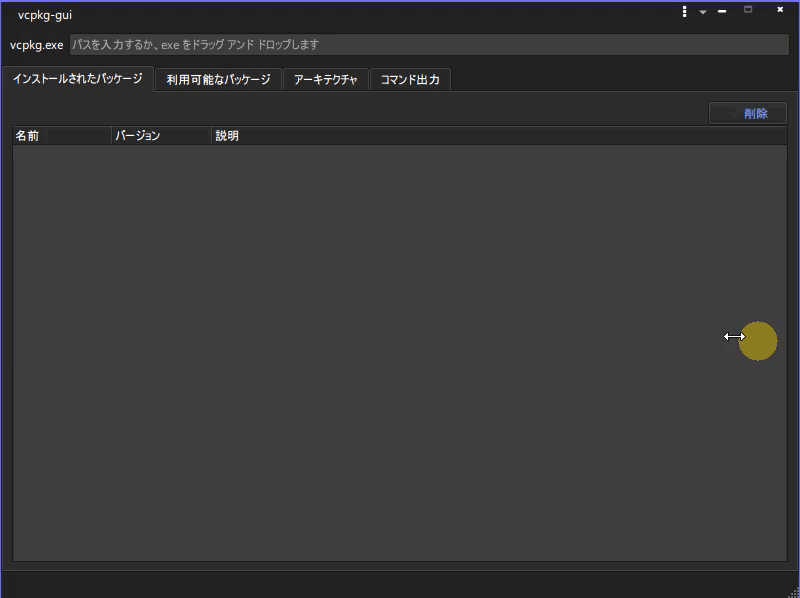 vcpkg-gui
vcpkg.exe パスを入力するか、exe をドラッグ アンド ドロップします
インストールされたパッケージ 利用可能なパッケージ アーキテクチャ コマンド出力
削除
名前 バージョン 説明